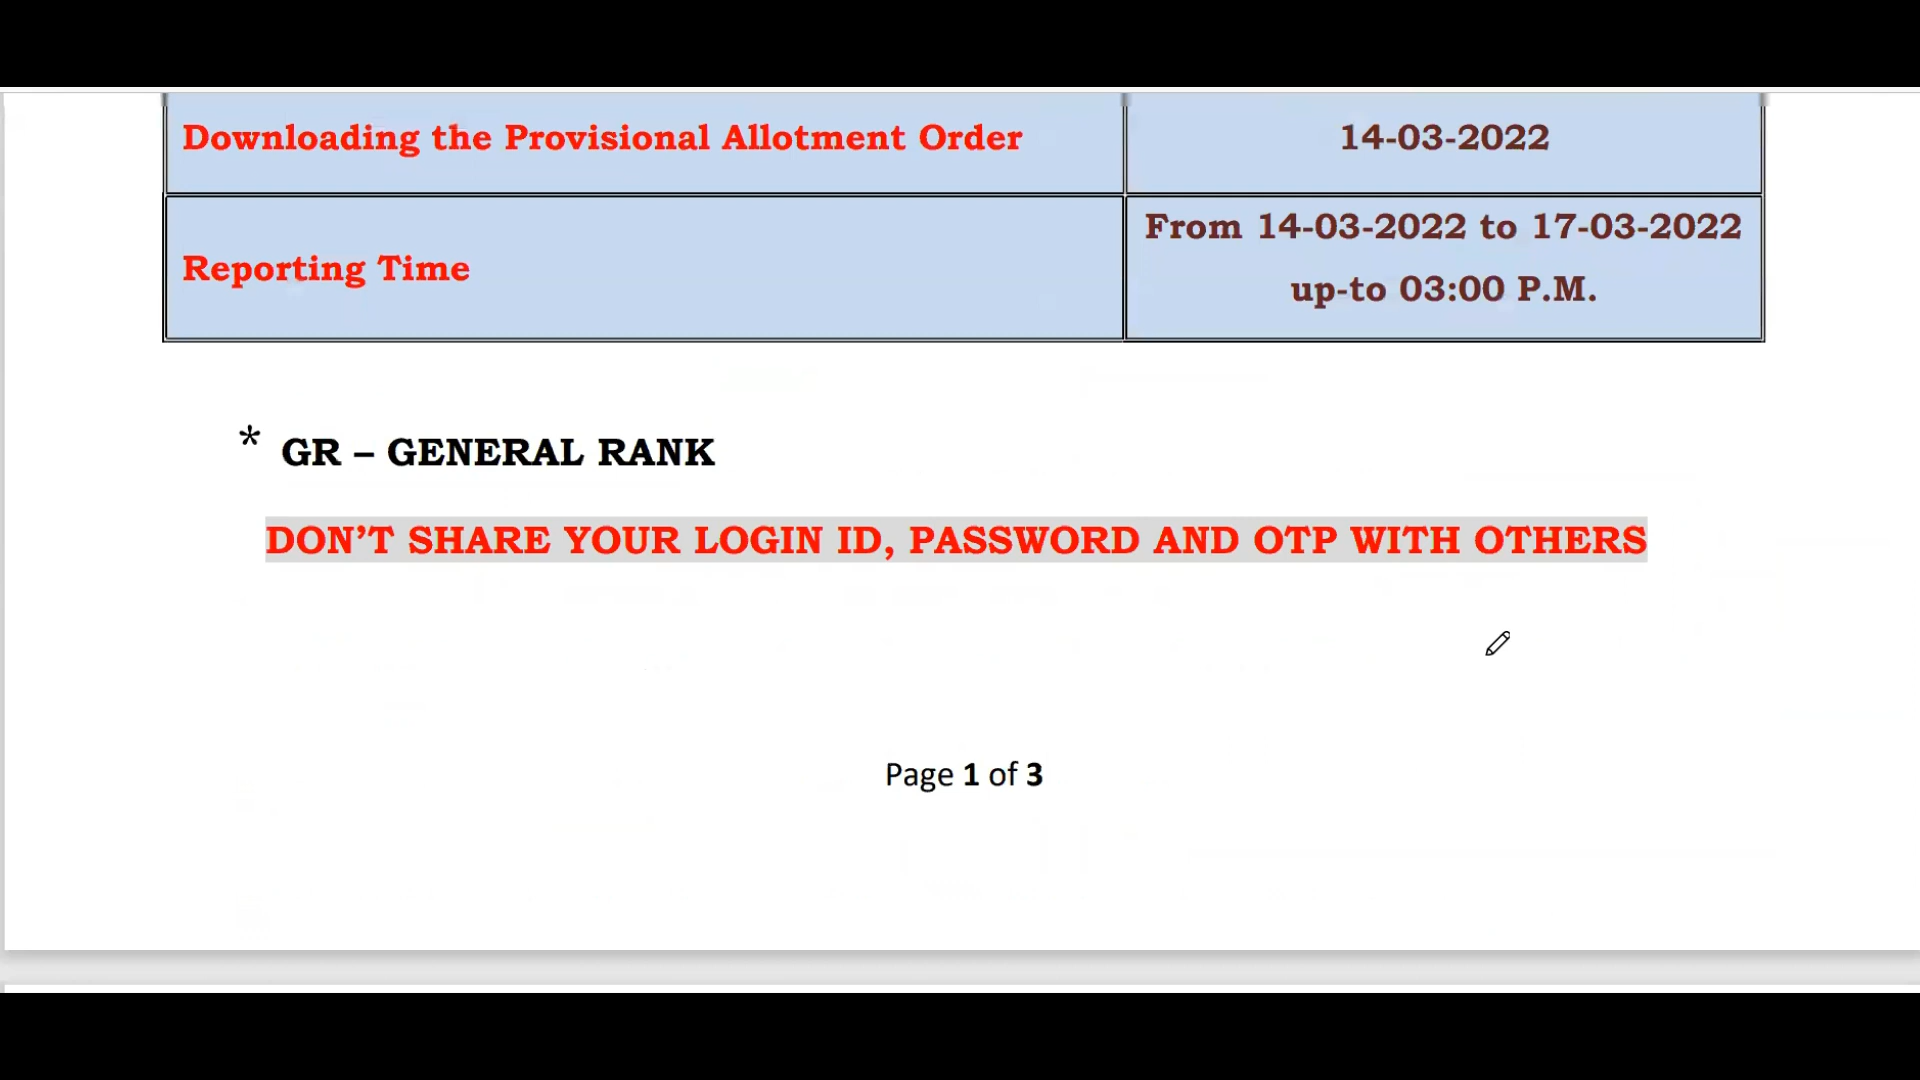 Downloading the Provisional Allotment Order
14-03-2022
Reporting Time
From 14-03-2022 to 17-03-2022
up-to 03:00 P.M.
* GR – GENERAL RANK
DON’T SHARE YOUR LOGIN ID, PASSWORD AND OTP WITH OTHERS
Page 1 of 3